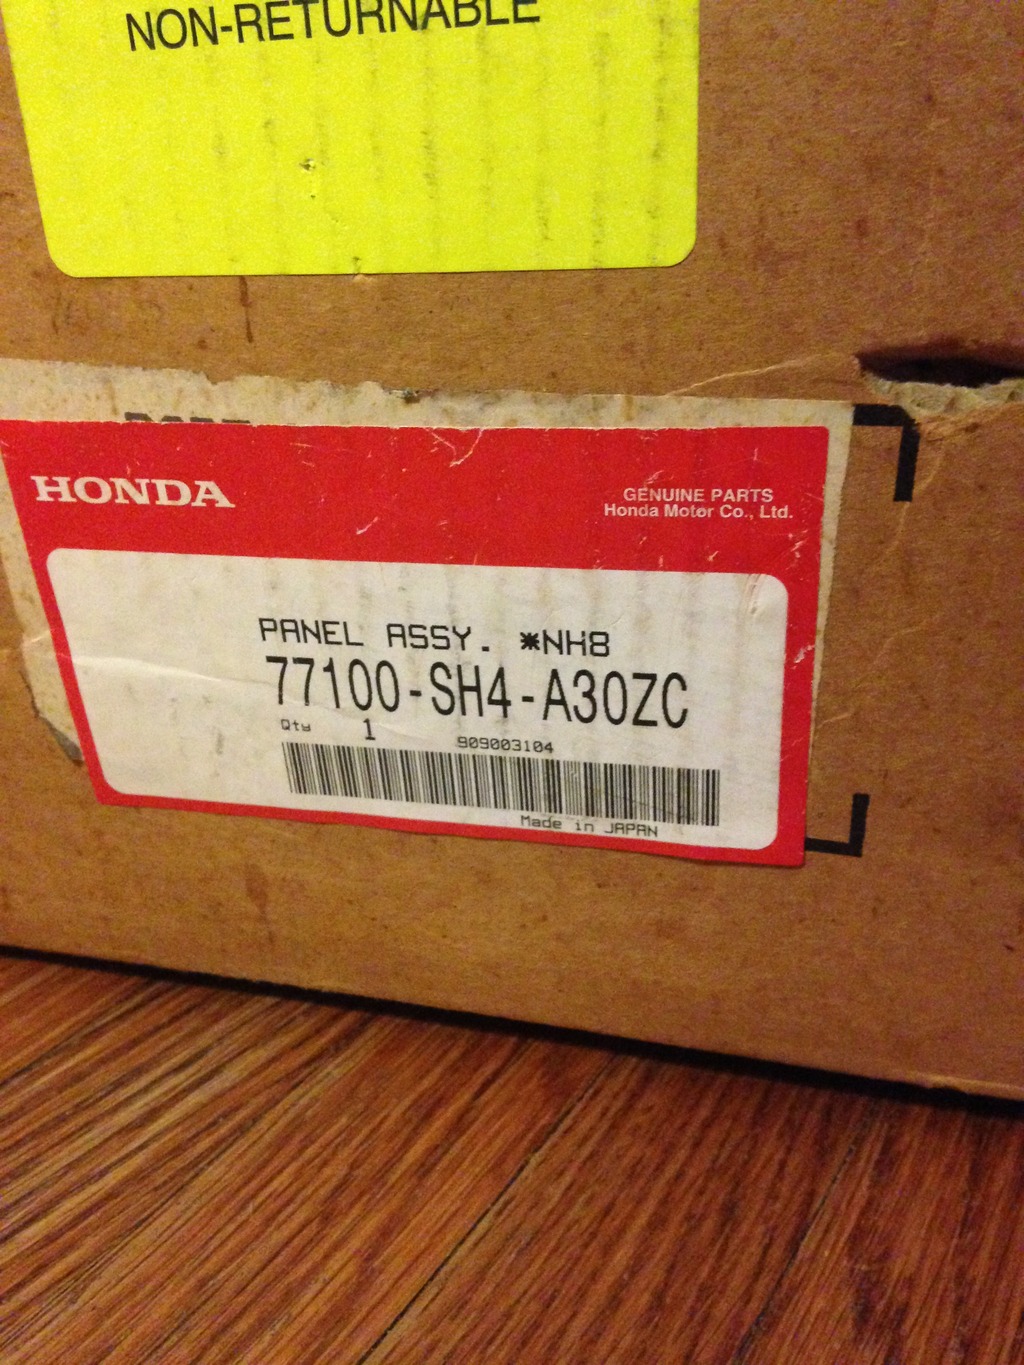 NON-RETURNABLE
HONDA
GENUINE PARTS
Honda Motor Co., Ltd.
PANEL ASSY. *NH8
77100-SH4-A30ZC
Qty 1 909003104
Made in JAPAN